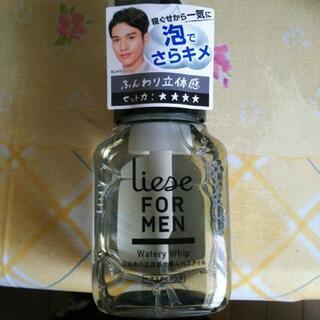 寝ぐせから一気に
泡で
さらキメ
ふんわり立体感
セット力:★★★★
liese
FOR
MEN
Watery Whip